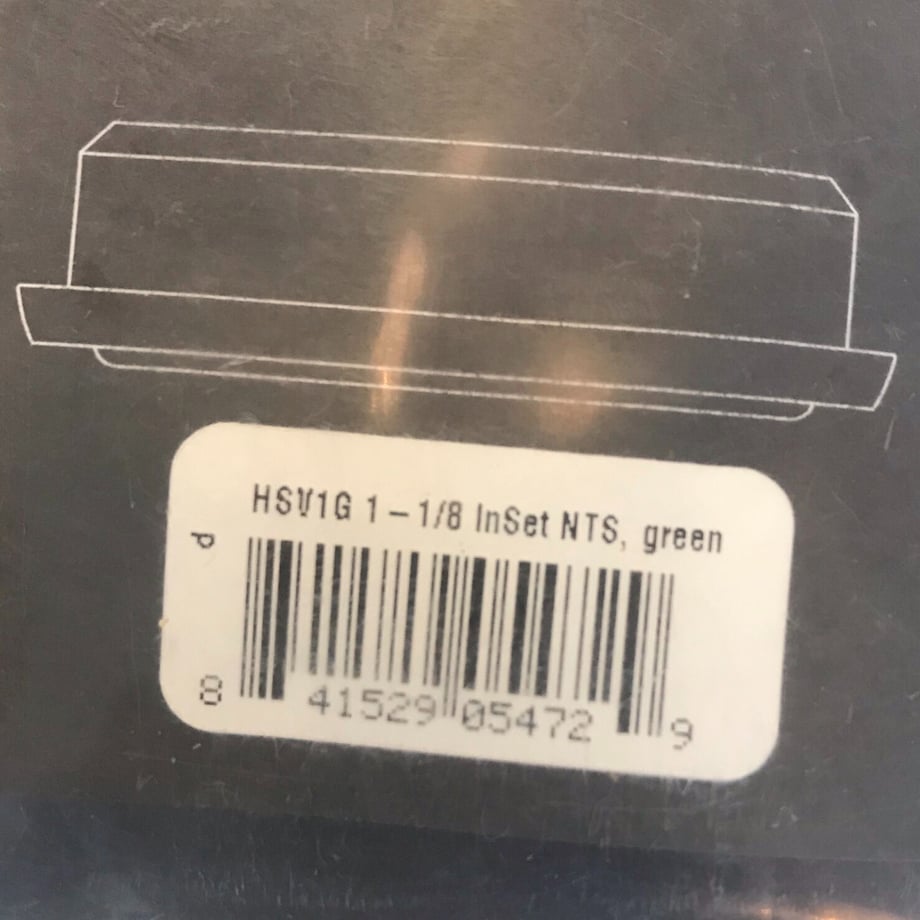 HSV1G 1-1/8 InSet NTS, green
P
8 41529 05472 9